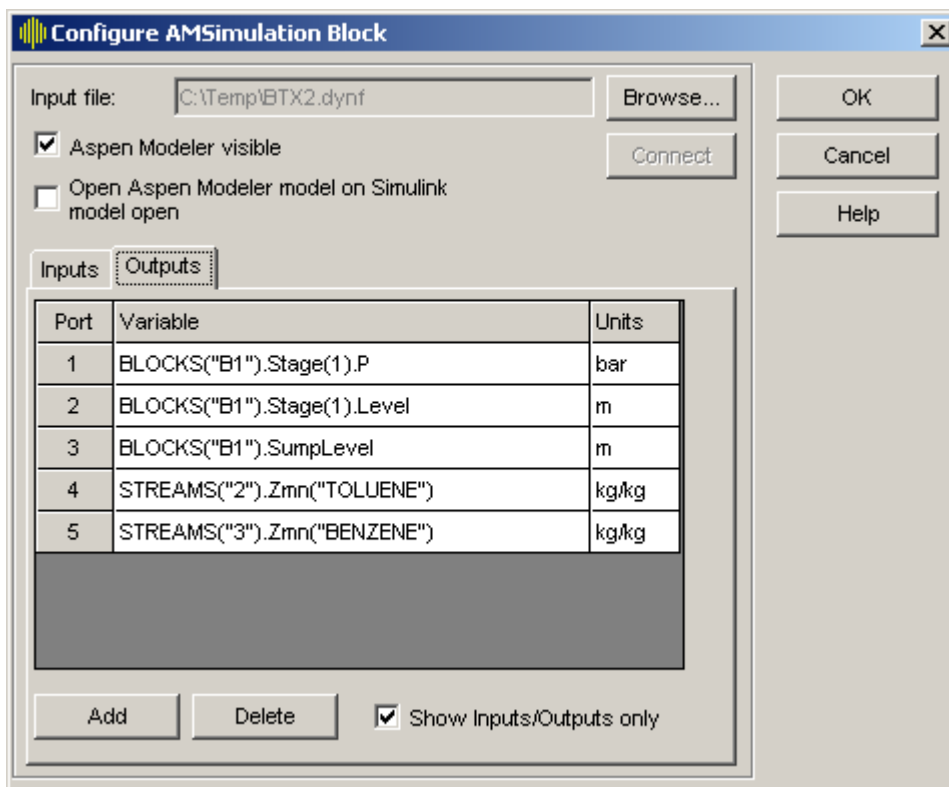 Configure AMSimulation Block
Input file: C:\Temp\BTX2.dynf Browse... OK
Aspen Modeler visible Connect Cancel
Open Aspen Modeler model on Simulink
model open
Help
Inputs Outputs
Port Variable Units
1 BLOCKS("B1").Stage(1).P bar
2 BLOCKS("B1").Stage(1).Level m
3 BLOCKS("B1").SumpLevel m
4 STREAMS("2").Zmn("TOLUENE") kg/kg
5 STREAMS("3").Zmn("BENZENE") kg/kg
Add Delete Show Inputs/Outputs only